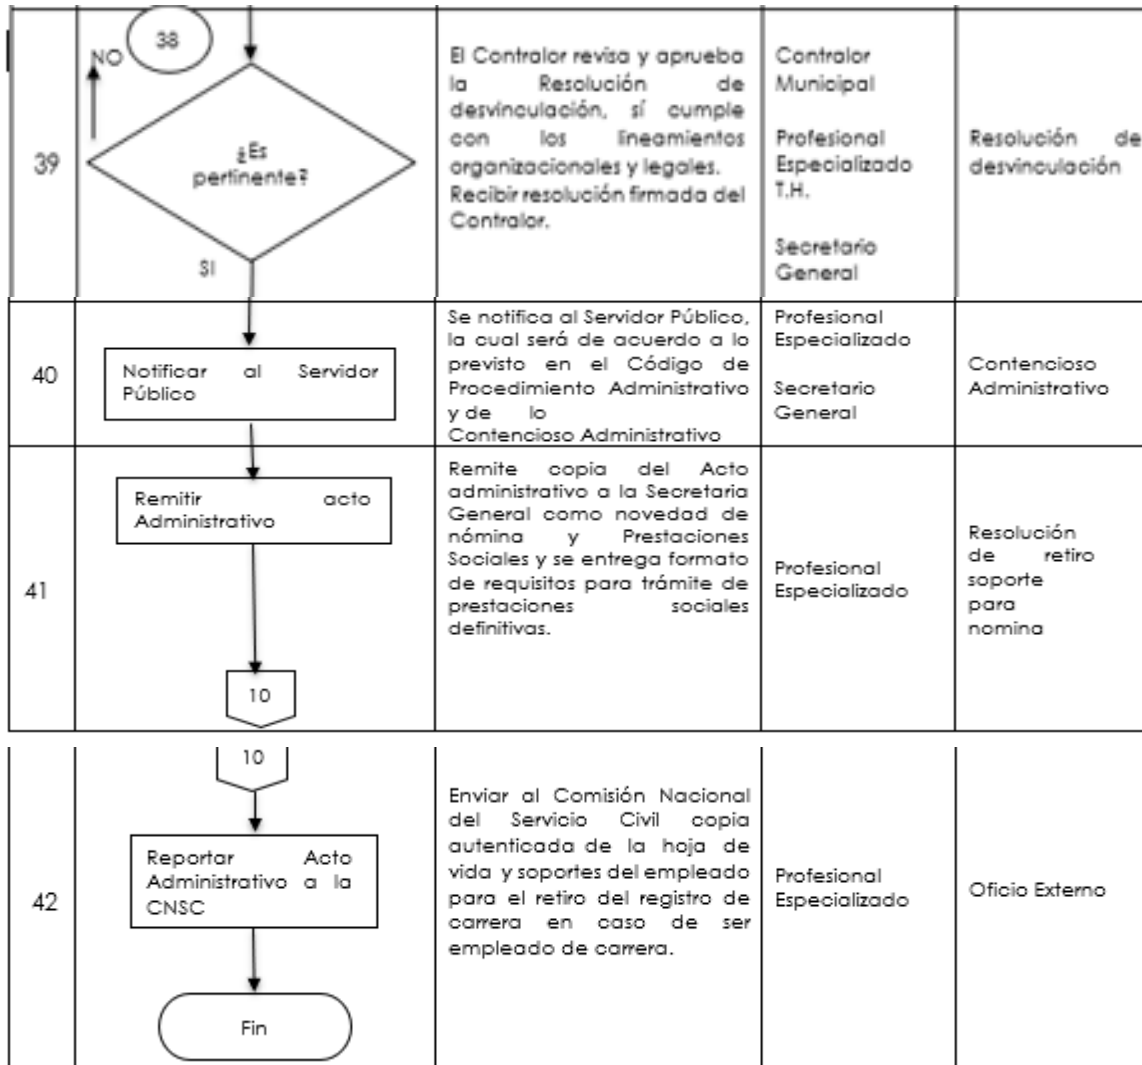 39
NO
38
¿Es
pertinente?
SI
El Contralor revisa y aprueba
la Resolución de
desvinculación, sí cumple
con los lineamientos
organizacionales y legales.
Recibir resolución firmada del
Contralor.
Contralor
Municipal
Profesional
Especializado
T.H.
Secretario
General
Resolución de
desvinculación
40
Notificar al Servidor
Público
Se notifica al Servidor Público,
la cual será de acuerdo a lo
previsto en el Código de
Procedimiento Administrativo
y de lo
Contencioso Administrativo
Profesional
Especializado
Secretario
General
Contencioso
Administrativo
41
Remitir acto
Administrativo
10
Remite copia del Acto
administrativo a la Secretaria
General como novedad de
nómina y Prestaciones
Sociales y se entrega formato
de requisitos para trámite de
prestaciones sociales
definitivas.
Profesional
Especializado
Resolución
de retiro
soporte
para
nomina
42
10
Reportar Acto
Administrativo a la
CNSC
Fin
Enviar al Comisión Nacional
del Servicio Civil copia
autenticada de la hoja de
vida y soportes del empleado
para el retiro del registro de
carrera en caso de ser
empleado de carrera.
Profesional
Especializado
Oficio Externo